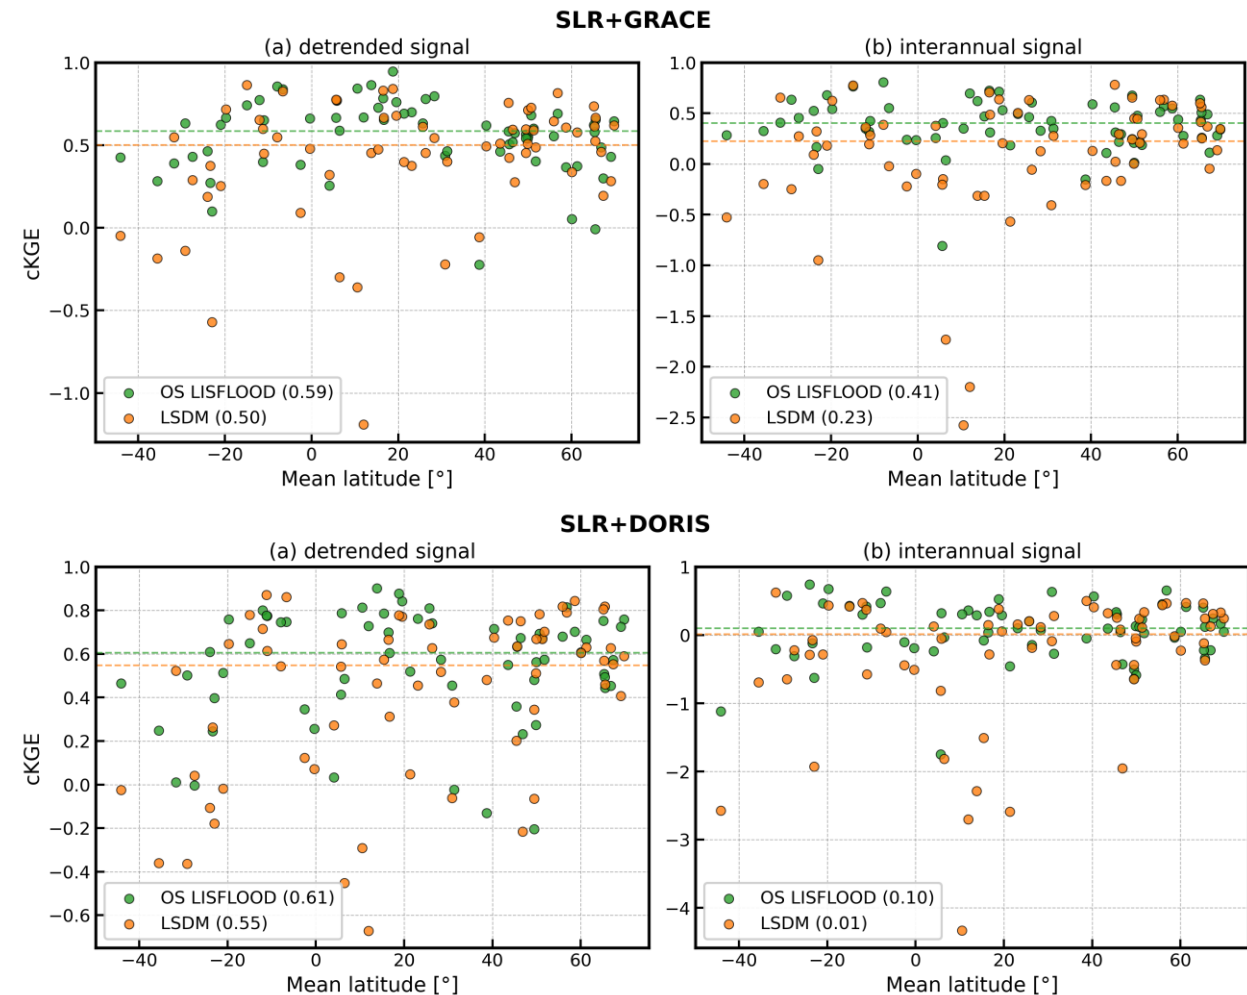 SLR+GRACE
(a) detrended signal
(b) interannual signal
1.0
0.5
0.0
−0.5
−1.0
cKGE
OS LISFLOOD (0.59)
LSDM (0.50)
−40 −20 0 20 40 60
Mean latitude [°]
1.0
0.5
0.0
−0.5
−1.0
−1.5
−2.0
−2.5
OS LISFLOOD (0.41)
LSDM (0.23)
−40 −20 0 20 40 60
Mean latitude [°]
SLR+DORIS
(a) detrended signal
(b) interannual signal
1.0
0.8
0.6
0.4
0.2
0.0
−0.2
−0.4
−0.6
cKGE
OS LISFLOOD (0.61)
LSDM (0.55)
−40 −20 0 20 40 60
Mean latitude [°]
1
0
−1
−2
−3
−4
OS LISFLOOD (0.10)
LSDM (0.01)
−40 −20 0 20 40 60
Mean latitude [°]